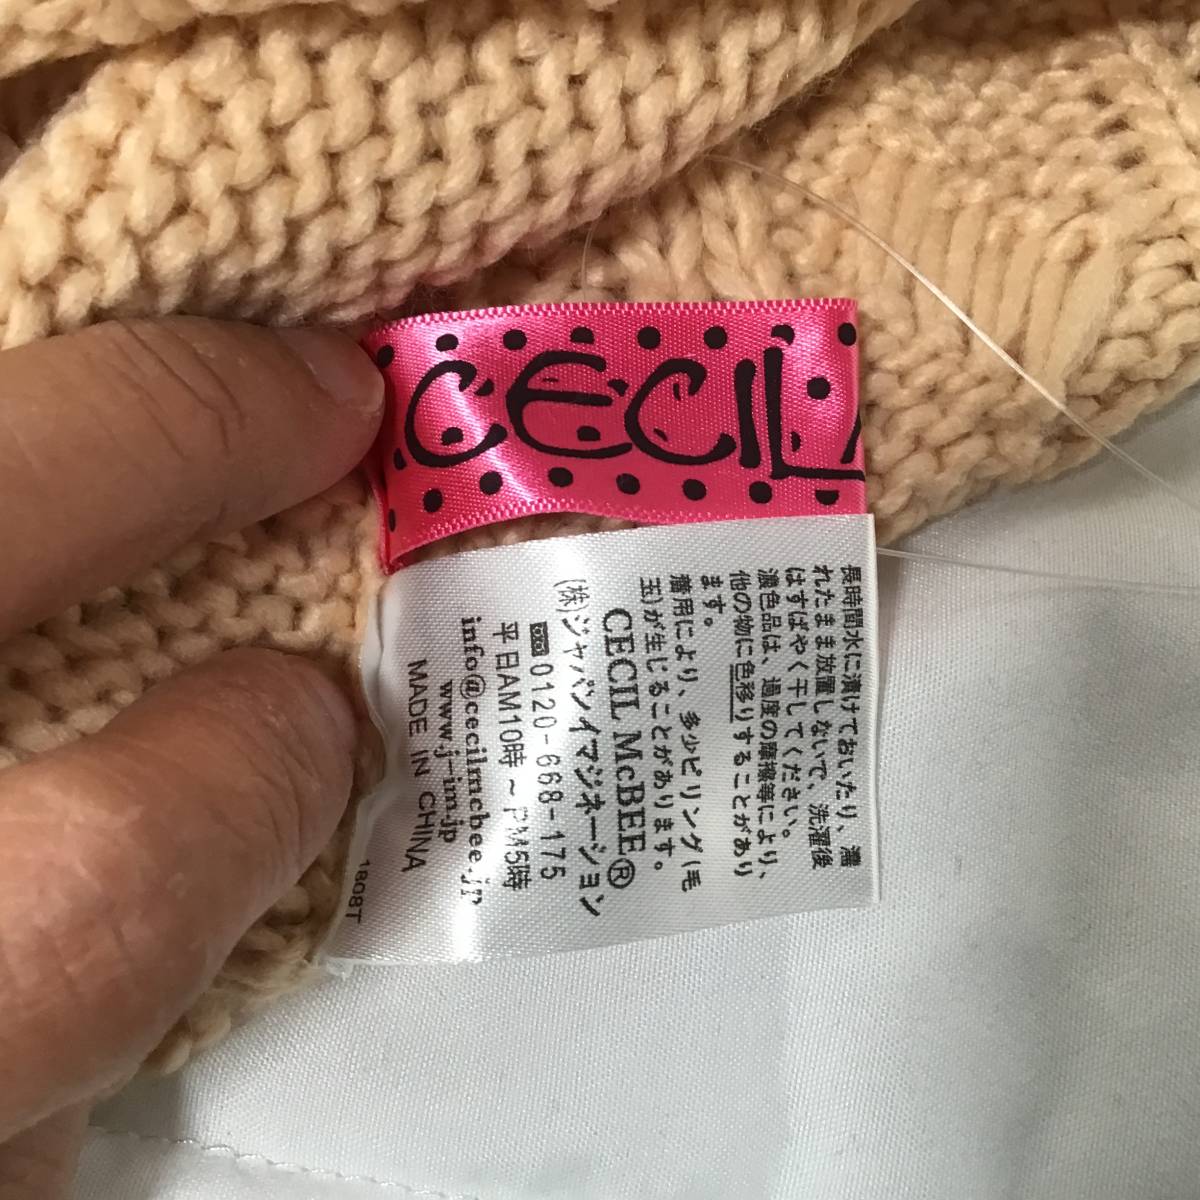 CECIL
長時間水に漬けておいたり、濡
れたまま放置しないで、洗濯後
はすばやく干してください。
濃色品は、過度の摩擦等により、
他の物に色移りすることがあり
ます。
着用により、多少ピリング(毛
玉)が生じることがあります。
CECIL McBEE®
(株)ジャパンイマジネーション
0120-668-175
平日AM10時～PM5時
info@cecilmcbee.jp
www.j-im.jp
MADE IN CHINA
1808T